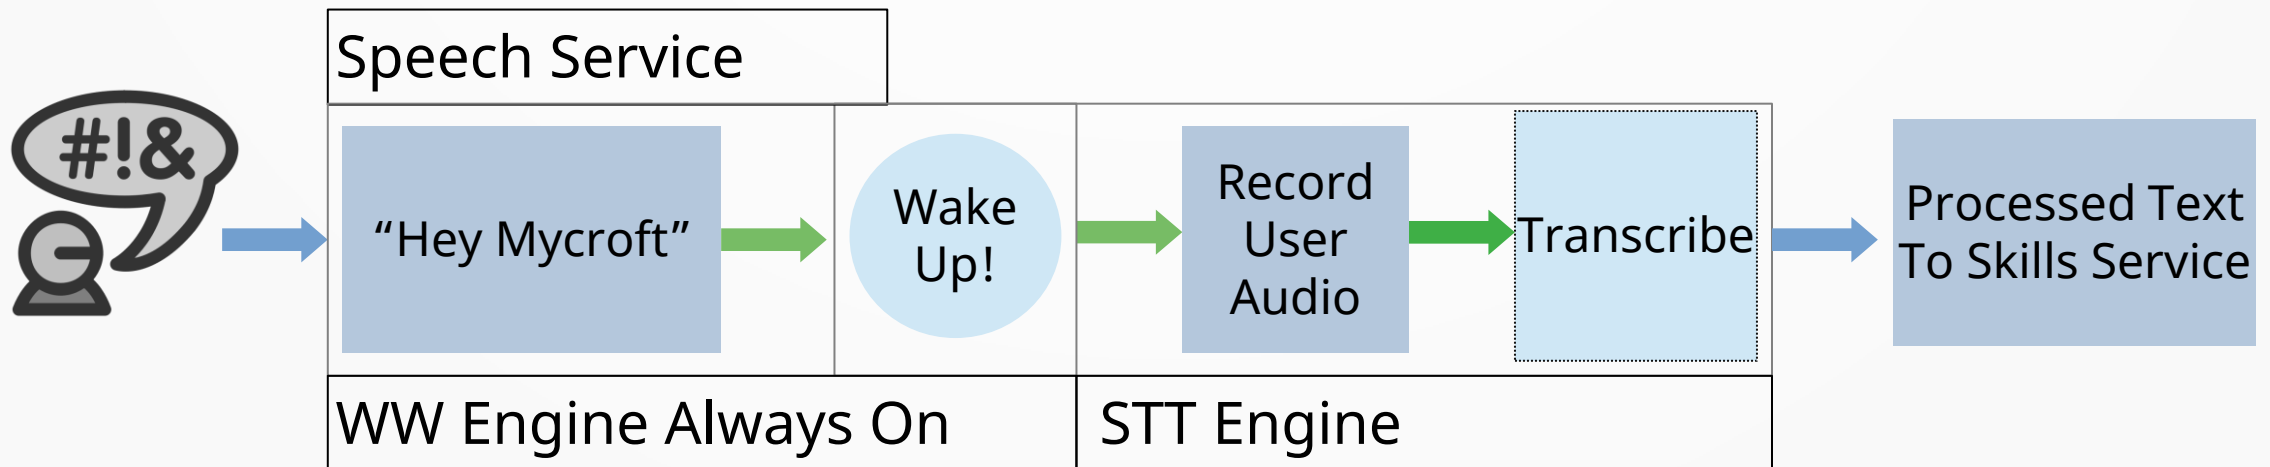 Speech Service
#!&
“Hey Mycroft”
Wake
Up!
Record
User
Audio
Transcribe
Processed Text
To Skills Service
WW Engine Always On
STT Engine